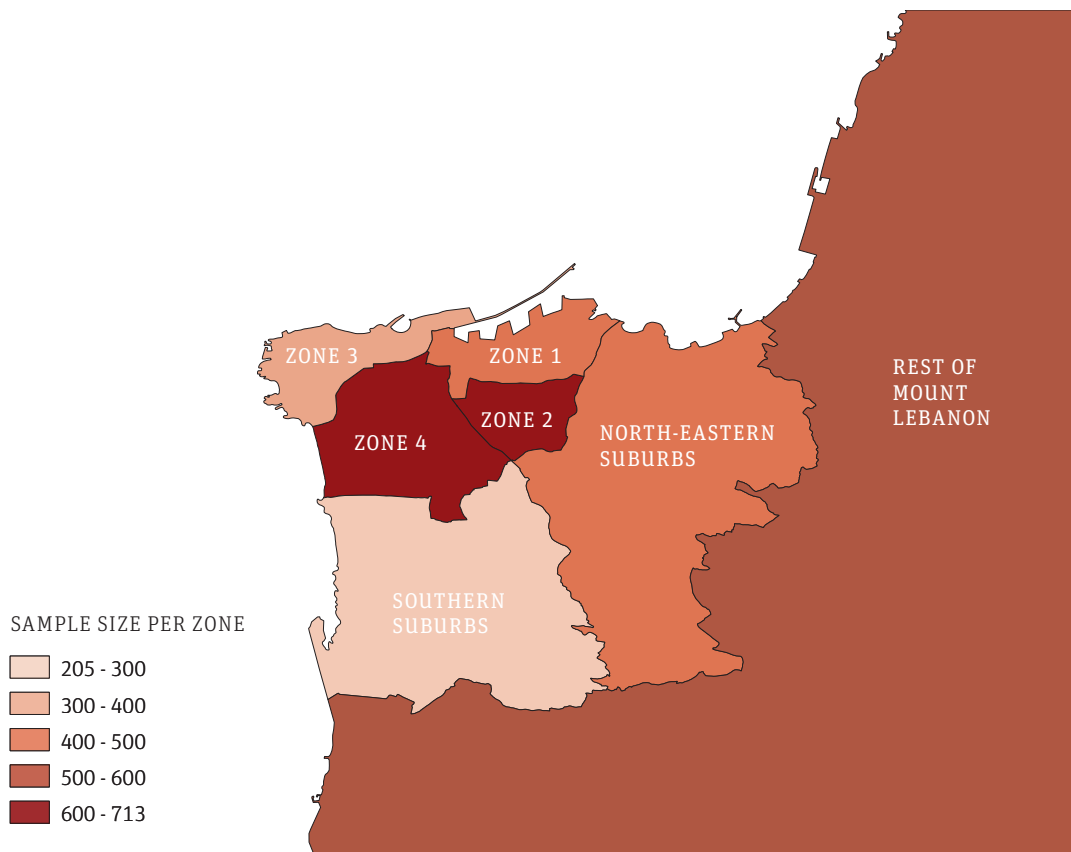 ZONE 3
ZONE 1
REST OF
MOUNT
LEBANON
ZONE 2
ZONE 4
NORTH-EASTERN
SUBURBS
SOUTHERN
SUBURBS
SAMPLE SIZE PER ZONE
205 - 300
300 - 400
400 - 500
500 - 600
600 - 713